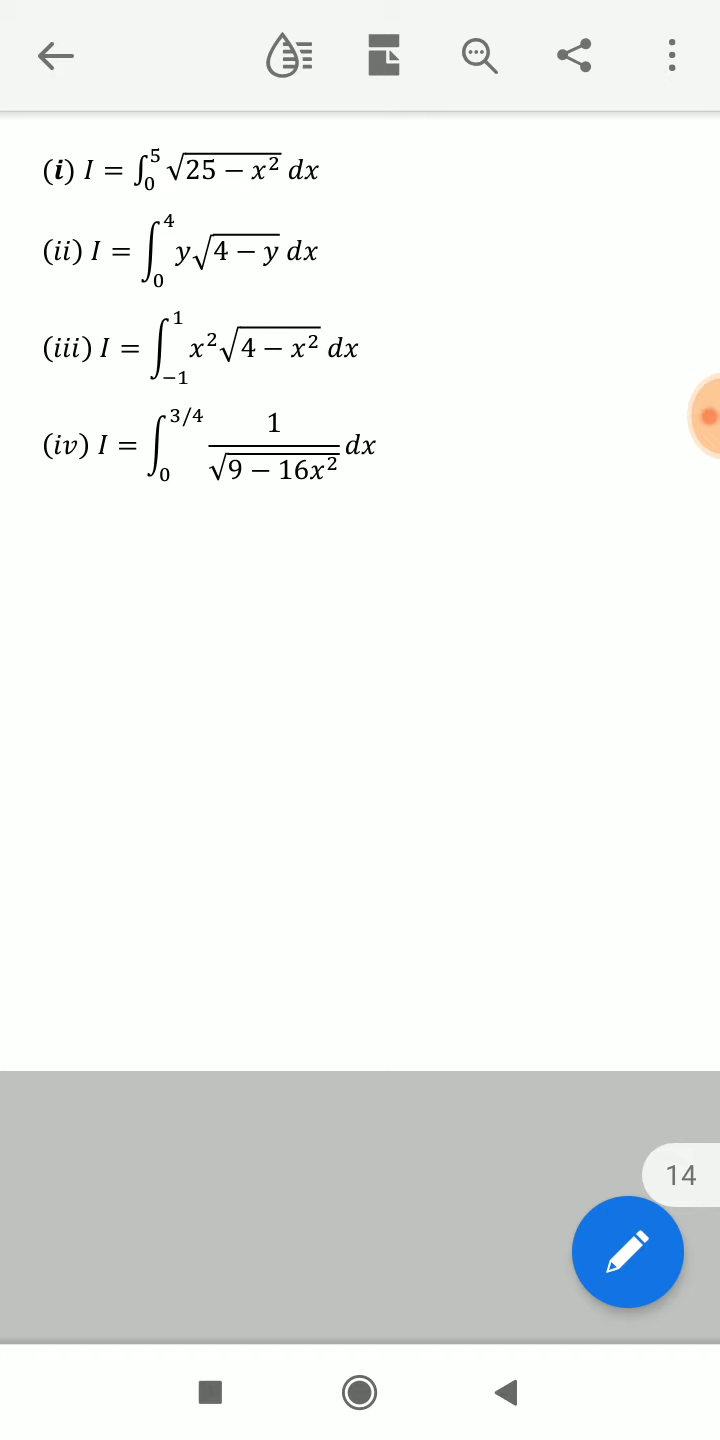 (i) I = ∫₀⁵ √(25 − x²) dx
(ii) I = ∫₀⁴ y√(4 − y) dx
(iii) I = ∫₋₁¹ x²√(4 − x²) dx
(iv) I = ∫₀^(3/4) 1/√(9 − 16x²) dx
14